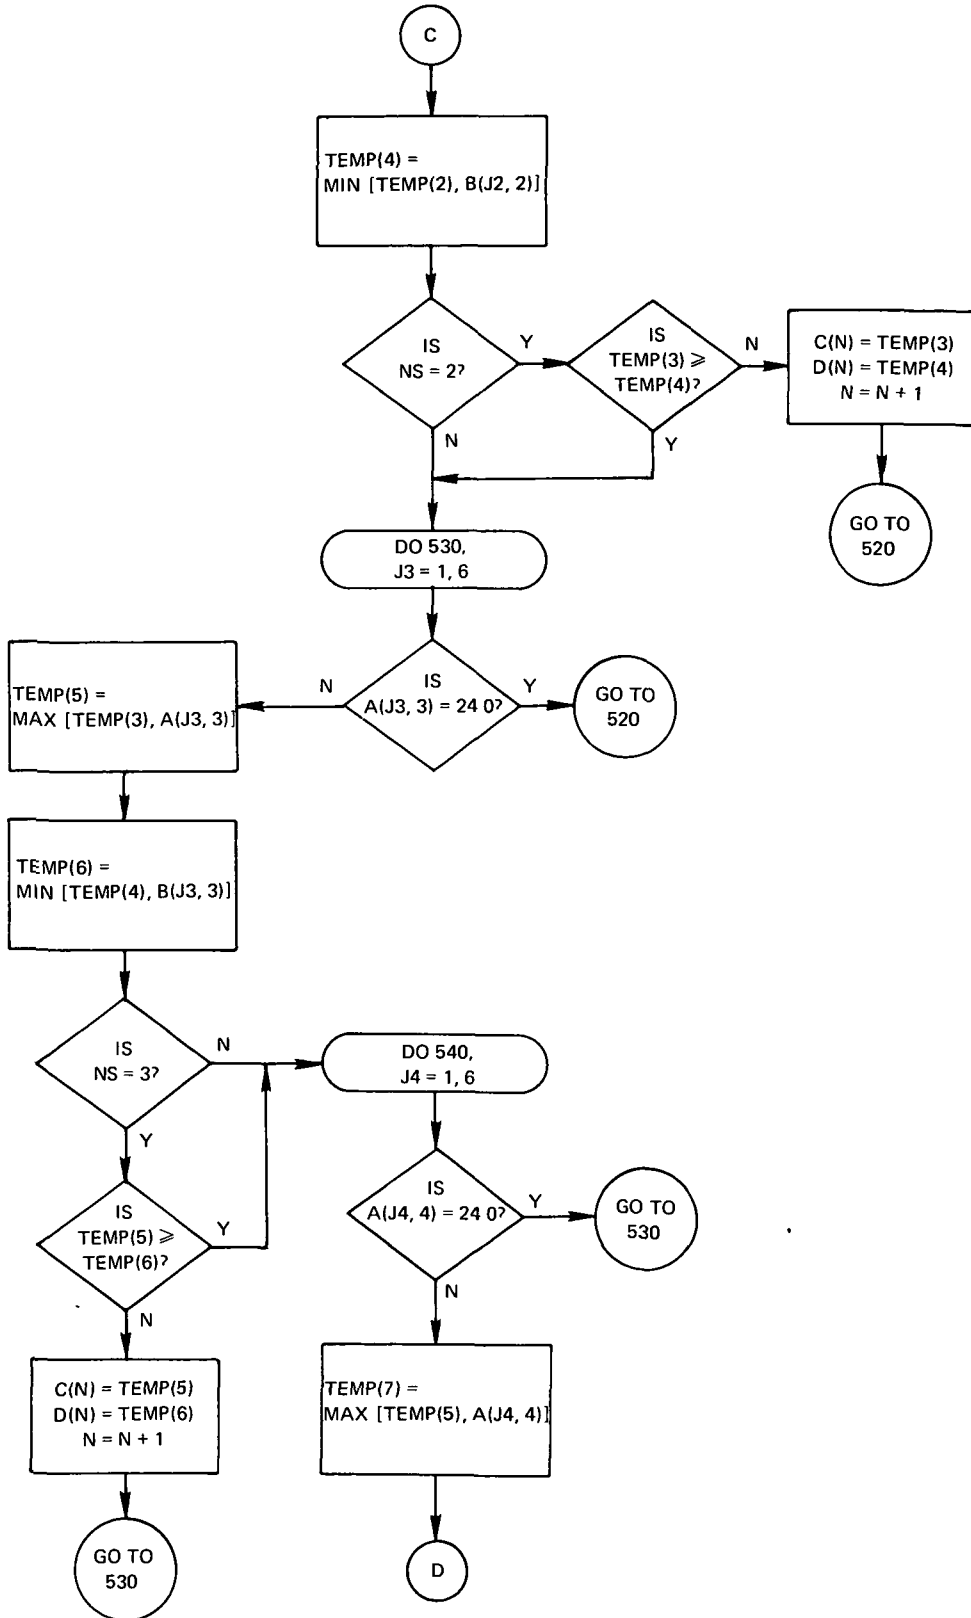 C
TEMP(4) =
MIN [TEMP(2), B(J2, 2)]
IS
NS = 2?
Y
N
IS
TEMP(3) ⩾
TEMP(4)?
N
Y
C(N) = TEMP(3)
D(N) = TEMP(4)
N = N + 1
GO TO
520
DO 530,
J3 = 1, 6
IS
A(J3, 3) = 24 0?
N
Y
GO TO
520
TEMP(5) =
MAX [TEMP(3), A(J3, 3)]
TEMP(6) =
MIN [TEMP(4), B(J3, 3)]
IS
NS = 3?
N
Y
IS
TEMP(5) ⩾
TEMP(6)?
Y
N
C(N) = TEMP(5)
D(N) = TEMP(6)
N = N + 1
GO TO
530
DO 540,
J4 = 1, 6
IS
A(J4, 4) = 24 0?
Y
N
GO TO
530
TEMP(7) =
MAX [TEMP(5), A(J4, 4)]
D